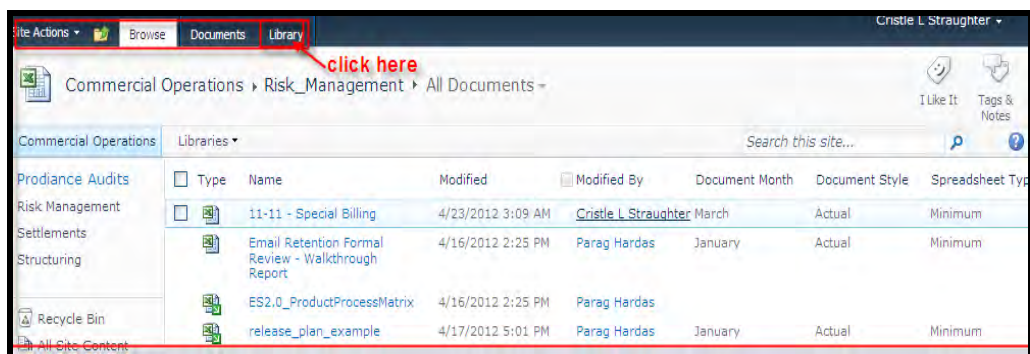 Cristle L Straughter
Site Actions Browse Documents Library
click here
Commercial Operations Risk_Management All Documents
I Like It Tags & Notes
Commercial Operations Libraries Search this site...
Prodiance Audits
Risk Management
Settlements
Structuring
Recycle Bin
All Site Content
Type Name Modified Modified By Document Month Document Style Spreadsheet Typ
11-11 - Special Billing 4/23/2012 3:09 AM Cristle L Straughter March Actual Minimum
Email Retention Formal 4/16/2012 2:25 PM Parag Hardas January Actual Minimum
Review - Walkthrough
Report
ES2.0_ProductProcessMatrix 4/16/2012 2:25 PM Parag Hardas
release_plan_example 4/17/2012 5:01 PM Parag Hardas January Actual Minimum